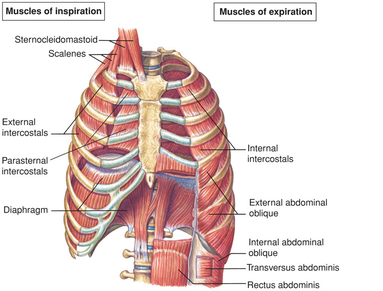 Muscles of inspiration
Muscles of expiration
Sternocleidomastoid
Scalenes
External
intercostals
Parasternal
intercostals
Diaphragm
Internal
intercostals
External abdominal
oblique
Internal abdominal
oblique
Transversus abdominis
Rectus abdominis